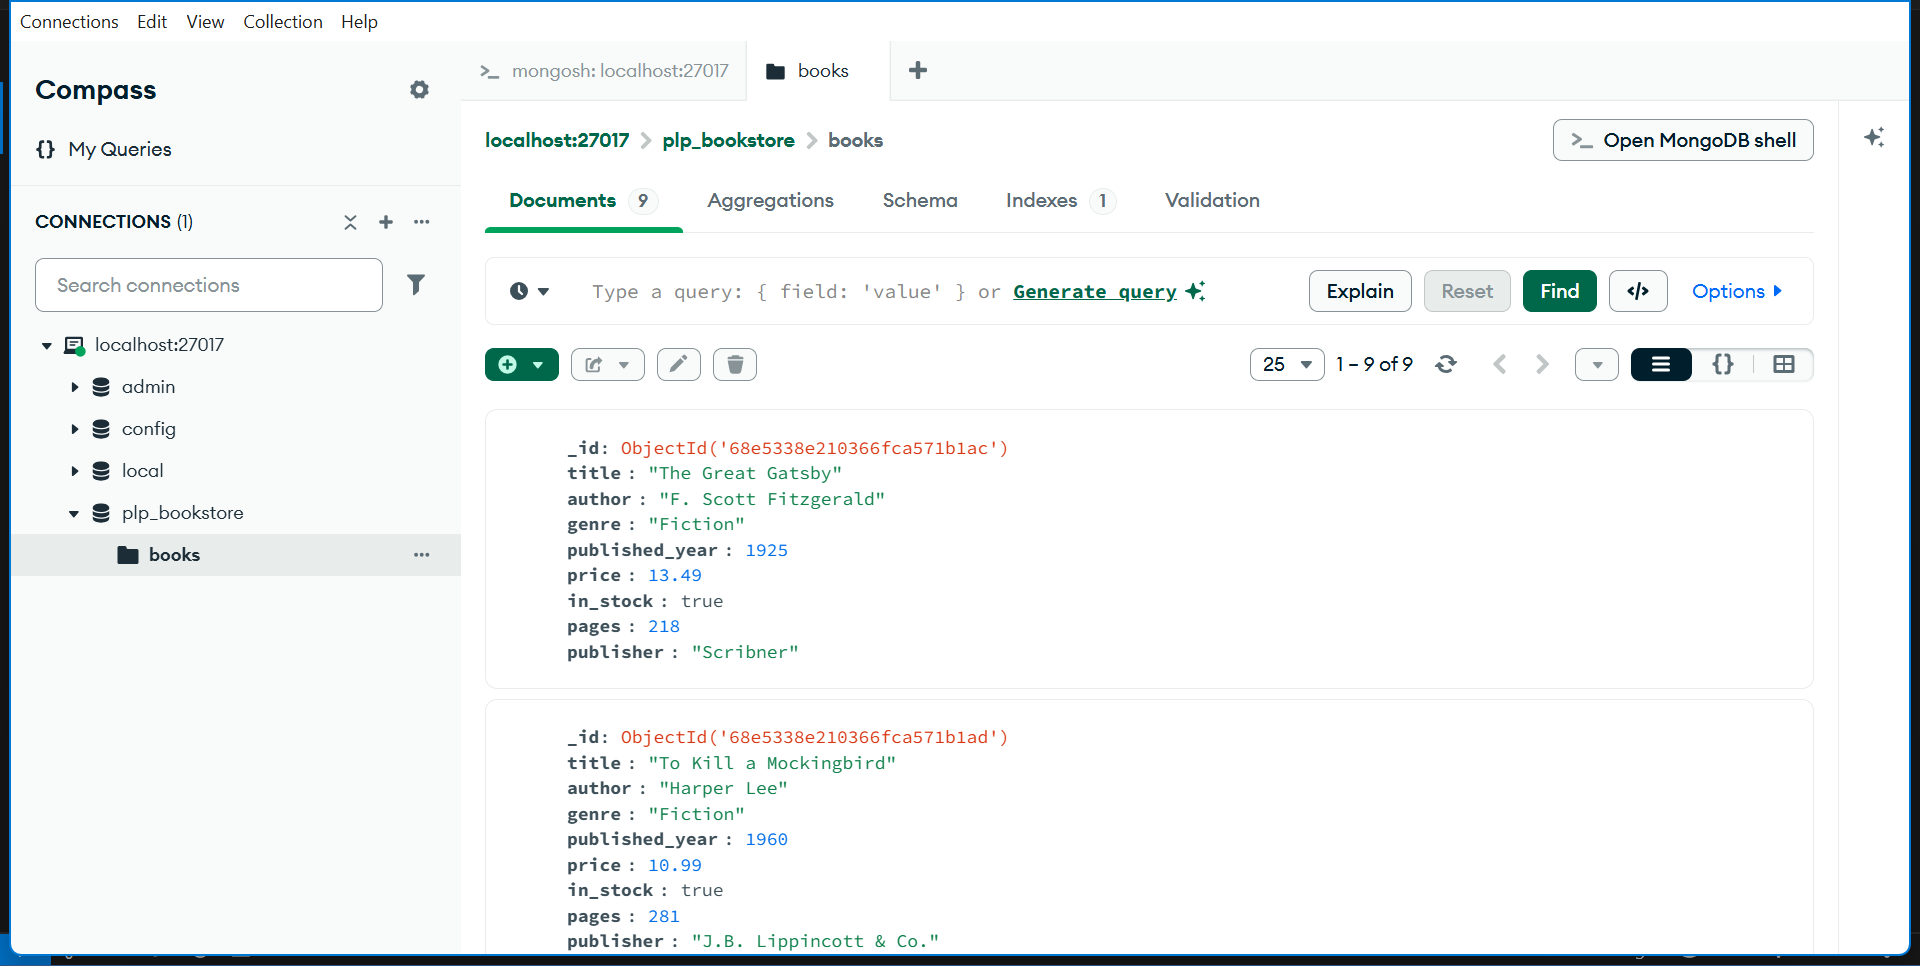 Connections Edit View Collection Help
Compass
{} My Queries
CONNECTIONS (1)
Search connections
localhost:27017
admin
config
local
plp_bookstore
books
mongosh: localhost:27017
books
localhost:27017 > plp_bookstore > books
>_ Open MongoDB shell
Documents 9 Aggregations Schema Indexes 1 Validation
Type a query: { field: 'value' } or Generate query
Explain Reset Find </> Options
25 1 – 9 of 9 {}
_id: ObjectId('68e5338e210366fca571b1ac')
title : "The Great Gatsby"
author : "F. Scott Fitzgerald"
genre : "Fiction"
published_year : 1925
price : 13.49
in_stock : true
pages : 218
publisher : "Scribner"
_id: ObjectId('68e5338e210366fca571b1ad')
title : "To Kill a Mockingbird"
author : "Harper Lee"
genre : "Fiction"
published_year : 1960
price : 10.99
in_stock : true
pages : 281
publisher : "J.B. Lippincott & Co."